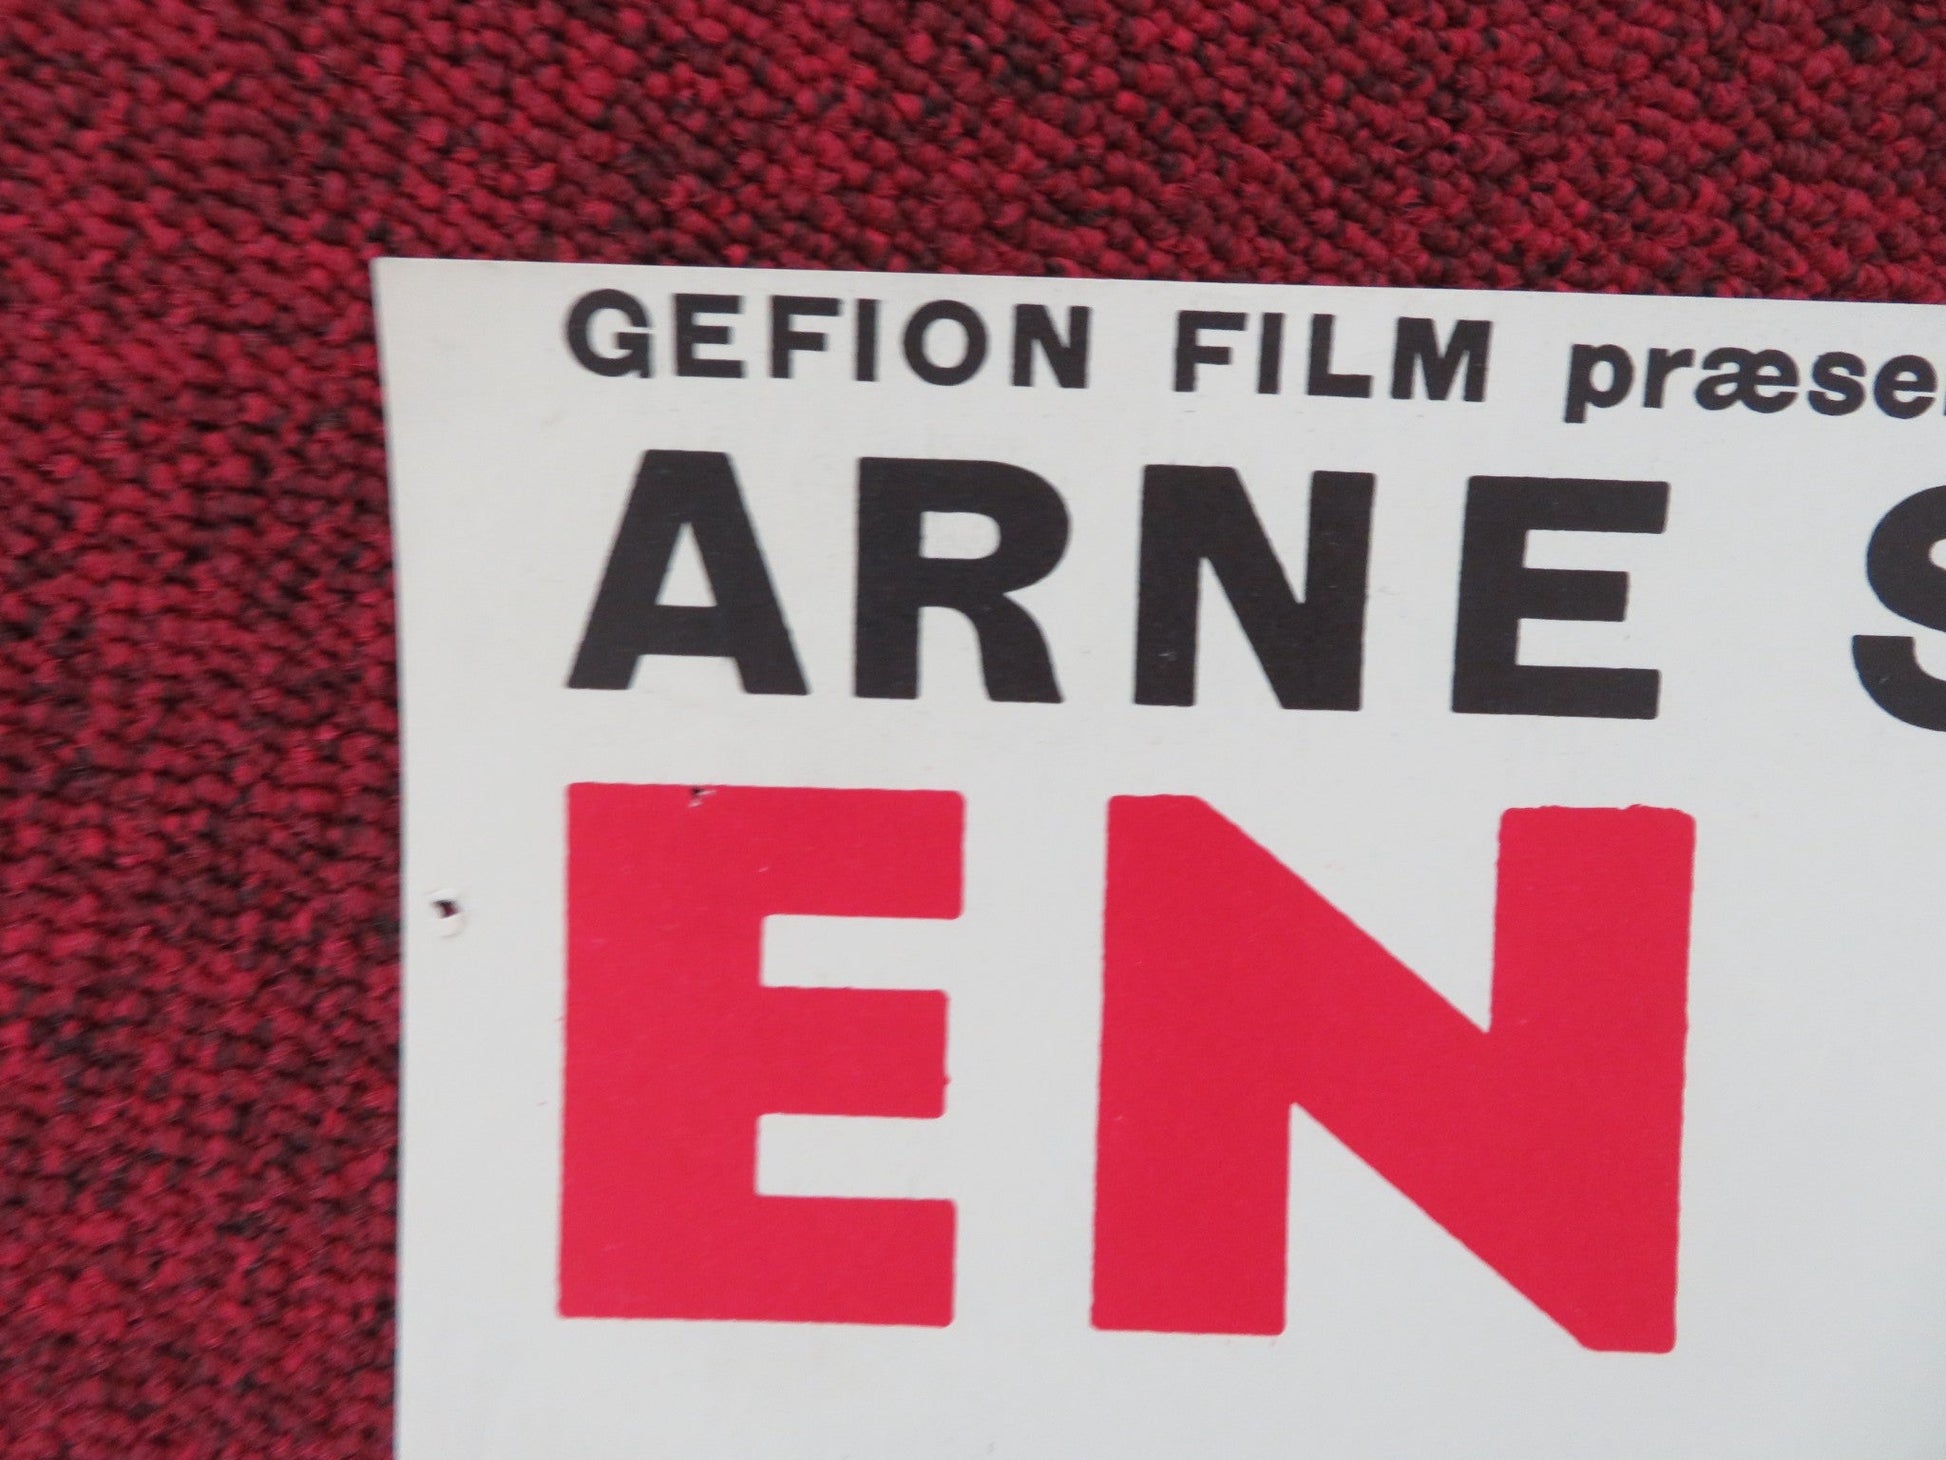 GEFION FILM præse
ARNE S
EN